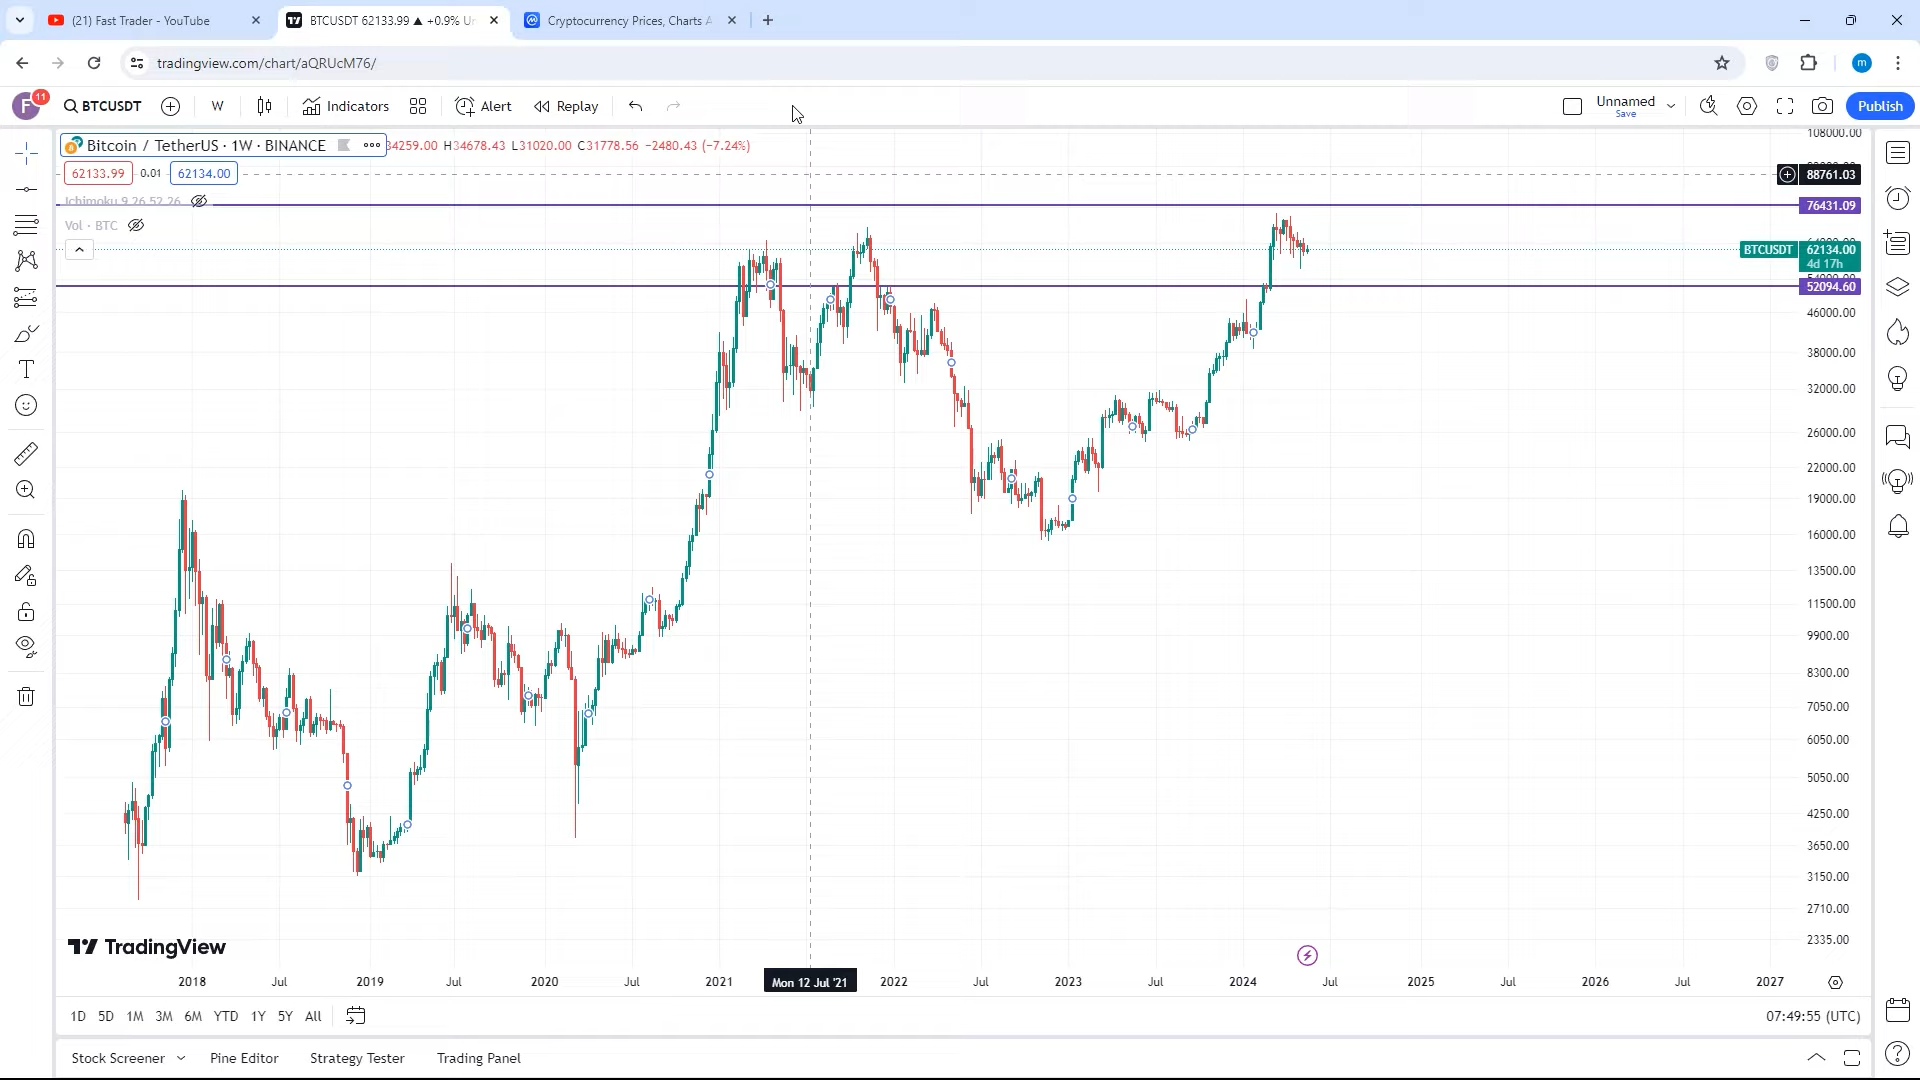 (21) Fast Trader - YouTube
BTCUSDT 62133.99 ▲ +0.9% Un
Cryptocurrency Prices, Charts A
tradingview.com/chart/aQRUcM76/
m
F
11
BTCUSDT
W
Indicators
Alert
Replay
Unnamed
Save
Publish
Bitcoin / TetherUS · 1W · BINANCE
34259.00 H34678.43 L31020.00 C31778.56 −2480.43 (−7.24%)
62133.99 0.01 62134.00
Ichimoku 9 26 52 26
Vol · BTC
108000.00
88761.03
76431.09
BTCUSDT 62134.00
4d 17h
52094.60
46000.00
38000.00
32000.00
26000.00
22000.00
19000.00
16000.00
13500.00
11500.00
9900.00
8300.00
7050.00
6050.00
5050.00
4250.00
3650.00
3150.00
2710.00
2335.00
TradingView
2018 Jul 2019 Jul 2020 Jul 2021 Mon 12 Jul '21 2022 Jul 2023 Jul 2024 Jul 2025 Jul 2026 Jul 2027
1D 5D 1M 3M 6M YTD 1Y 5Y All
07:49:55 (UTC)
Stock Screener Pine Editor Strategy Tester Trading Panel